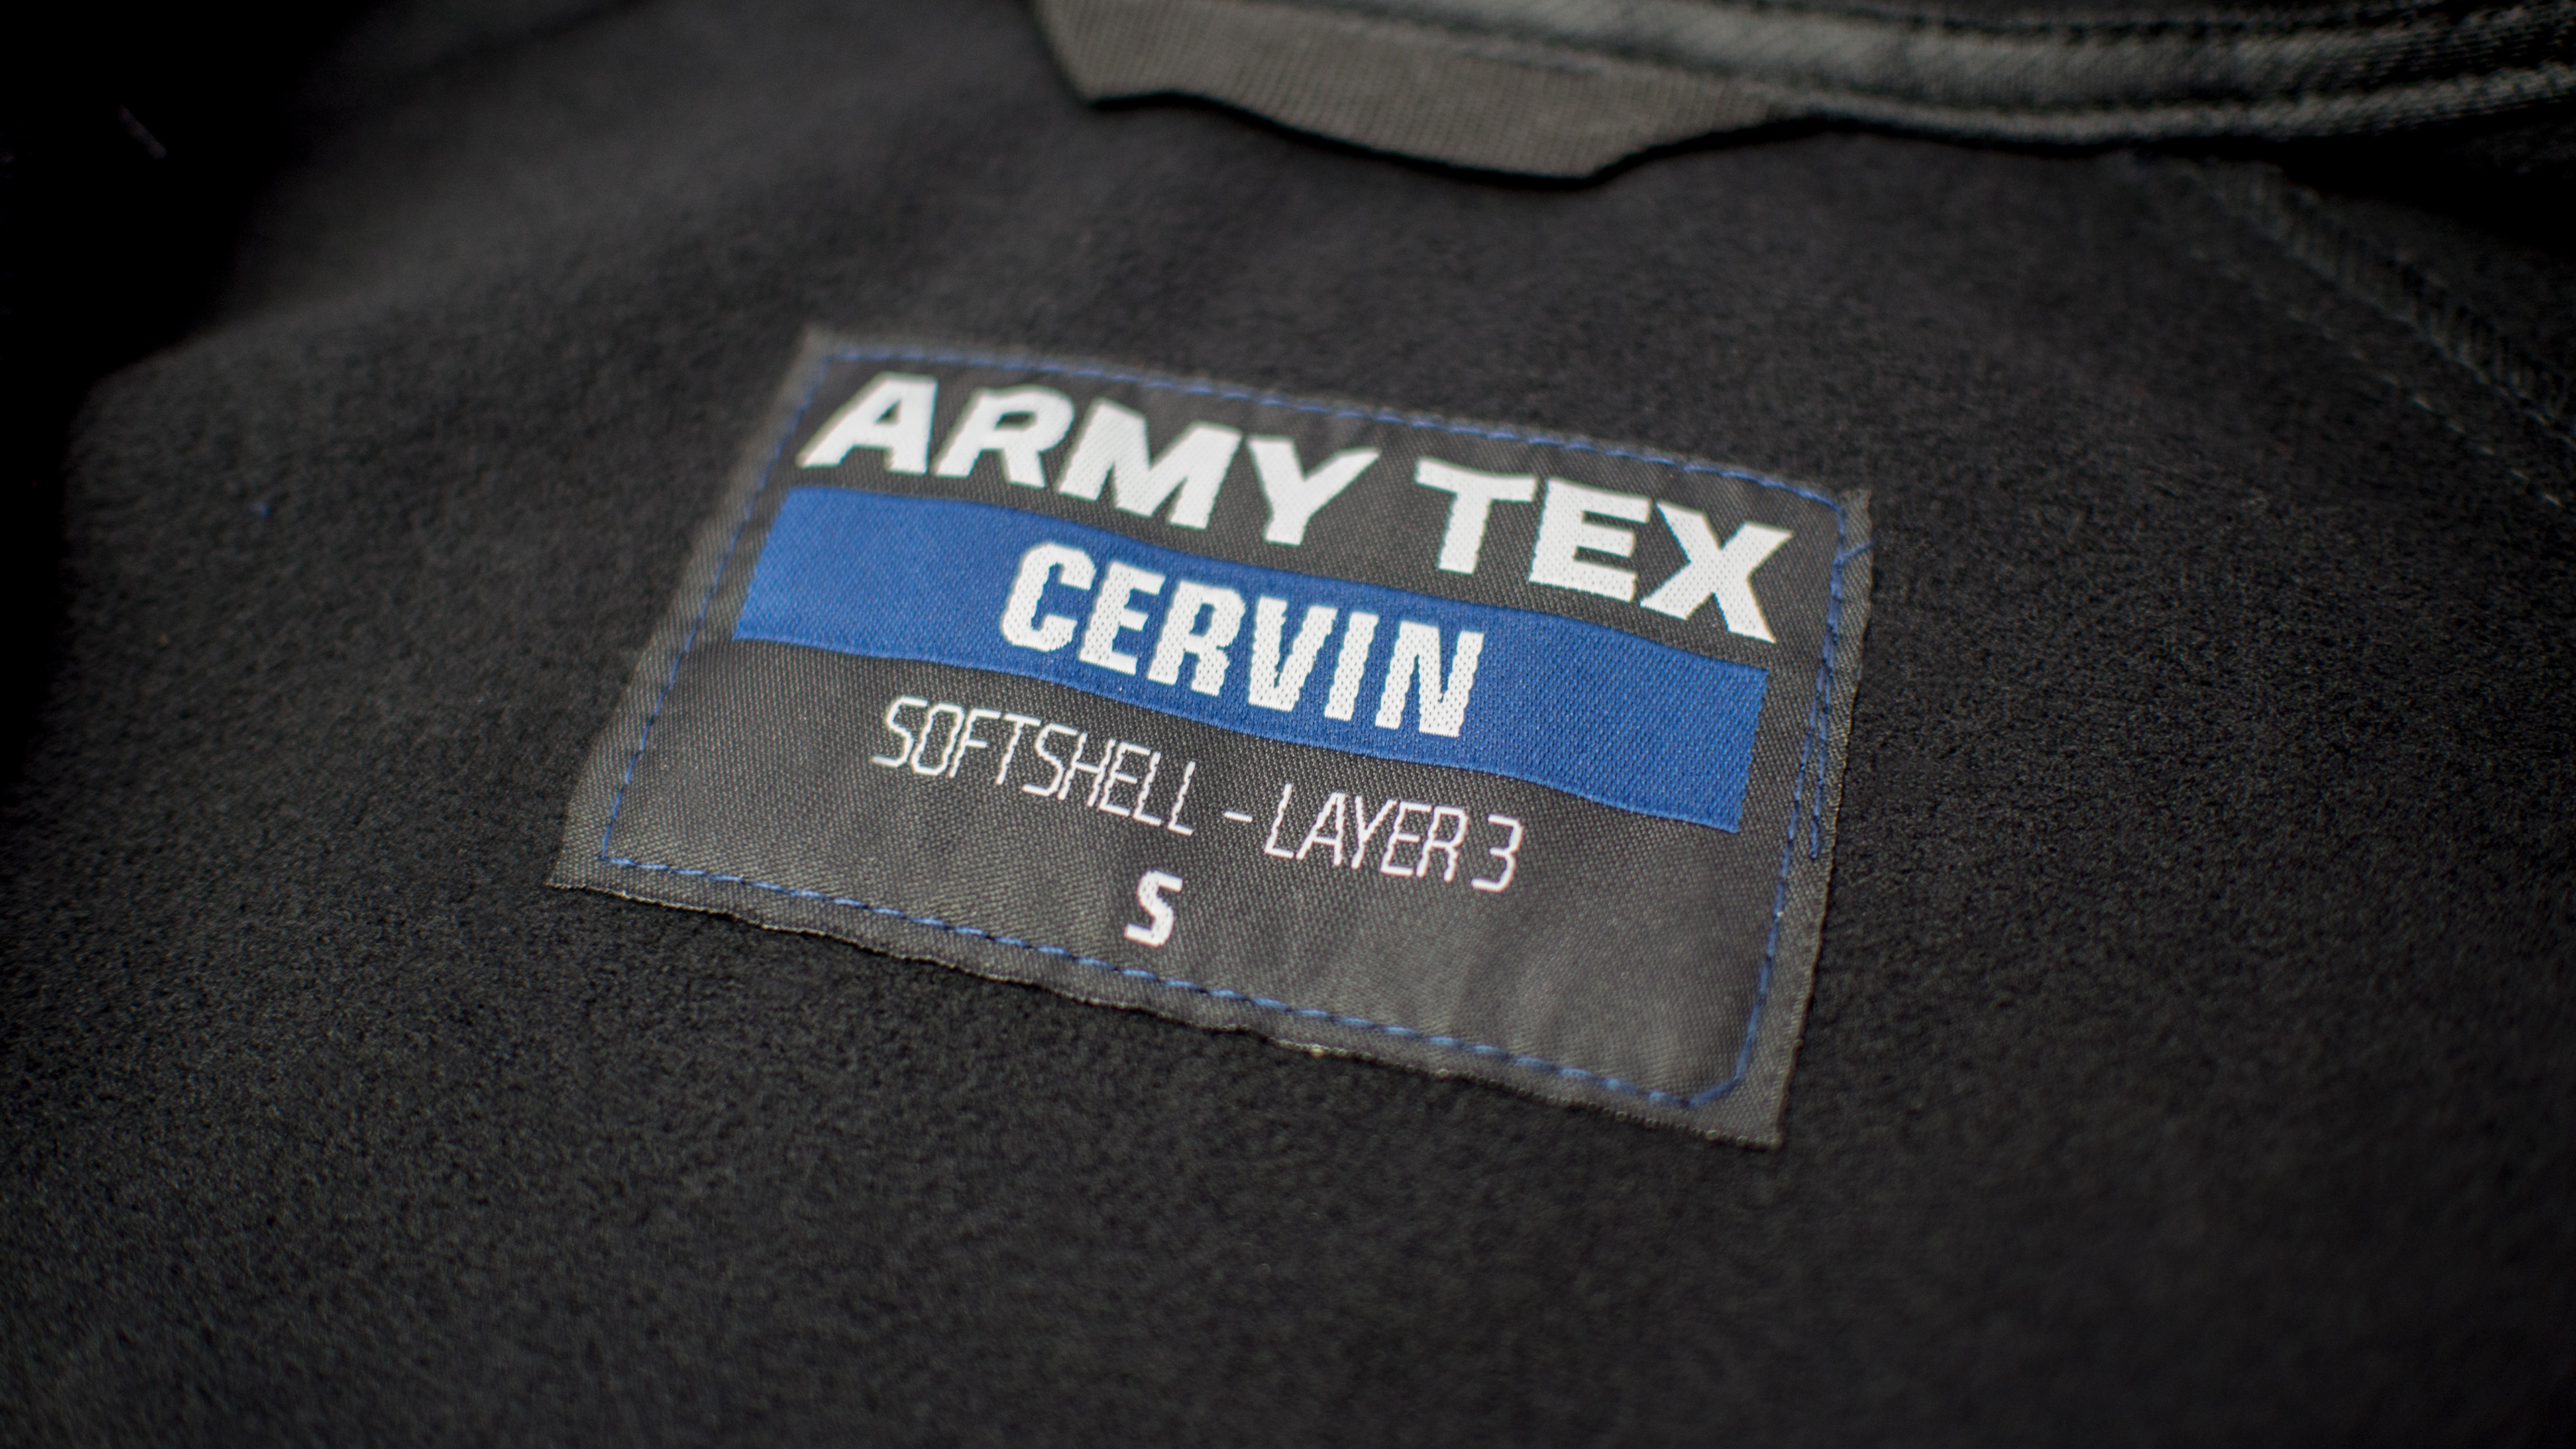 ARMY TEX
CERVIN
SOFTSHELL - LAYER 3
S